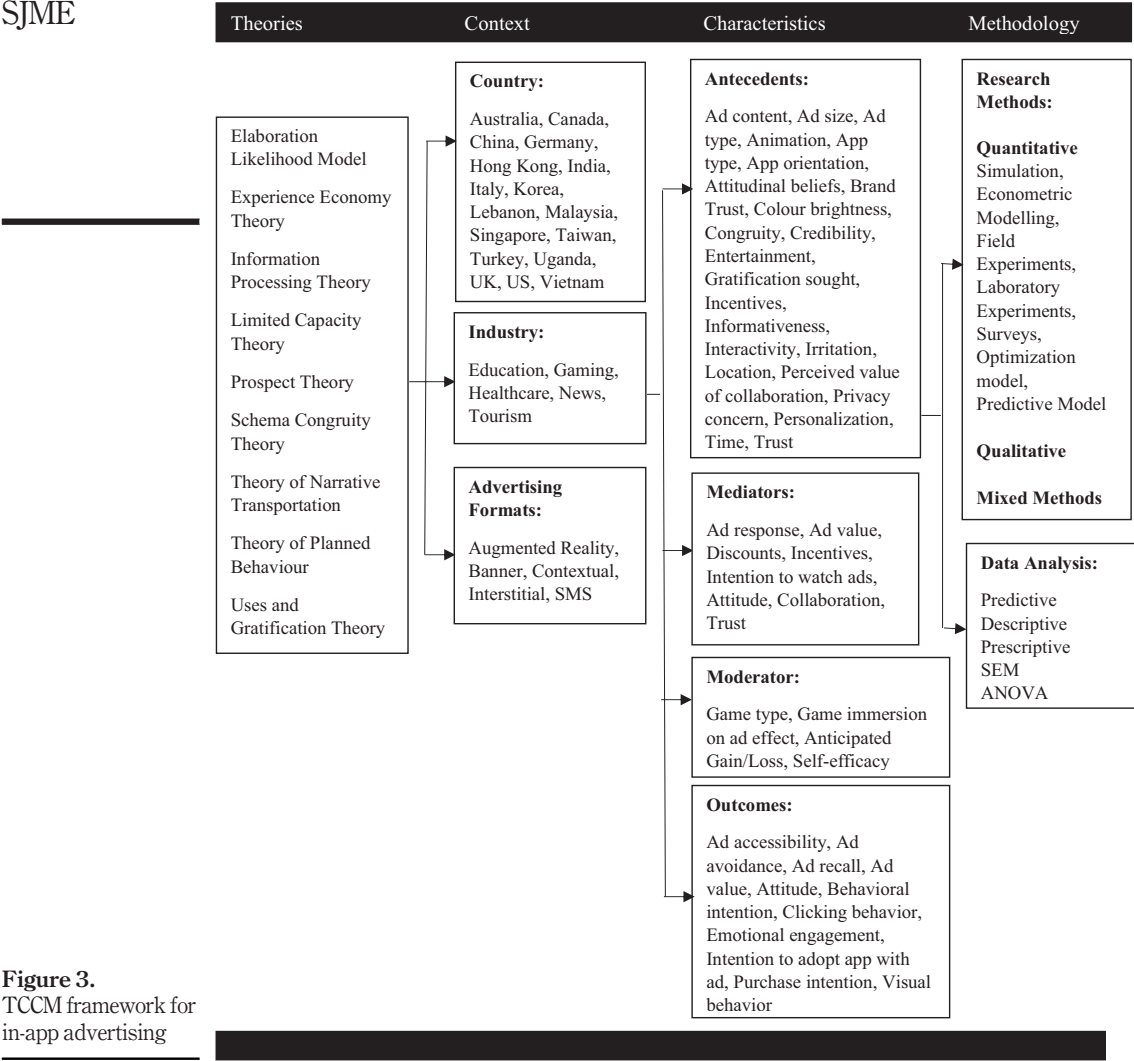 SJME
Theories
Context
Characteristics
Methodology
Elaboration
Likelihood Model
Experience Economy
Theory
Information
Processing Theory
Limited Capacity
Theory
Prospect Theory
Schema Congruity
Theory
Theory of Narrative
Transportation
Theory of Planned
Behaviour
Uses and
Gratification Theory
Country:
Australia, Canada,
China, Germany,
Hong Kong, India,
Italy, Korea,
Lebanon, Malaysia,
Singapore, Taiwan,
Turkey, Uganda,
UK, US, Vietnam
Industry:
Education, Gaming,
Healthcare, News,
Tourism
Advertising
Formats:
Augmented Reality,
Banner, Contextual,
Interstitial, SMS
Antecedents:
Ad content, Ad size, Ad
type, Animation, App
type, App orientation,
Attitudinal beliefs, Brand
Trust, Colour brightness,
Congruity, Credibility,
Entertainment,
Gratification sought,
Incentives,
Informativeness,
Interactivity, Irritation,
Location, Perceived value
of collaboration, Privacy
concern, Personalization,
Time, Trust
Mediators:
Ad response, Ad value,
Discounts, Incentives,
Intention to watch ads,
Attitude, Collaboration,
Trust
Moderator:
Game type, Game immersion
on ad effect, Anticipated
Gain/Loss, Self-efficacy
Outcomes:
Ad accessibility, Ad
avoidance, Ad recall, Ad
value, Attitude, Behavioral
intention, Clicking behavior,
Emotional engagement,
Intention to adopt app with
ad, Purchase intention, Visual
behavior
Research
Methods:
Quantitative
Simulation,
Econometric
Modelling,
Field
Experiments,
Laboratory
Experiments,
Surveys,
Optimization
model,
Predictive Model
Qualitative
Mixed Methods
Data Analysis:
Predictive
Descriptive
Prescriptive
SEM
ANOVA
Figure 3.
TCCM framework for
in-app advertising